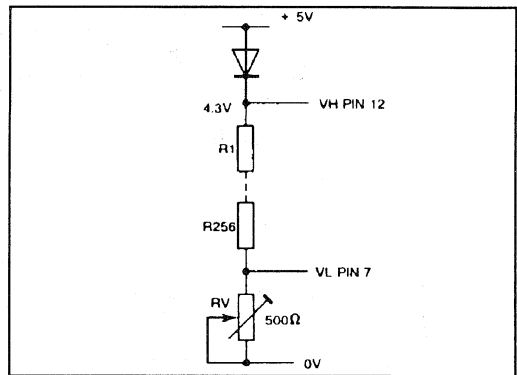 + 5V
4.3V
VH PIN 12
R1
R256
VL PIN 7
RV
500Ω
0V